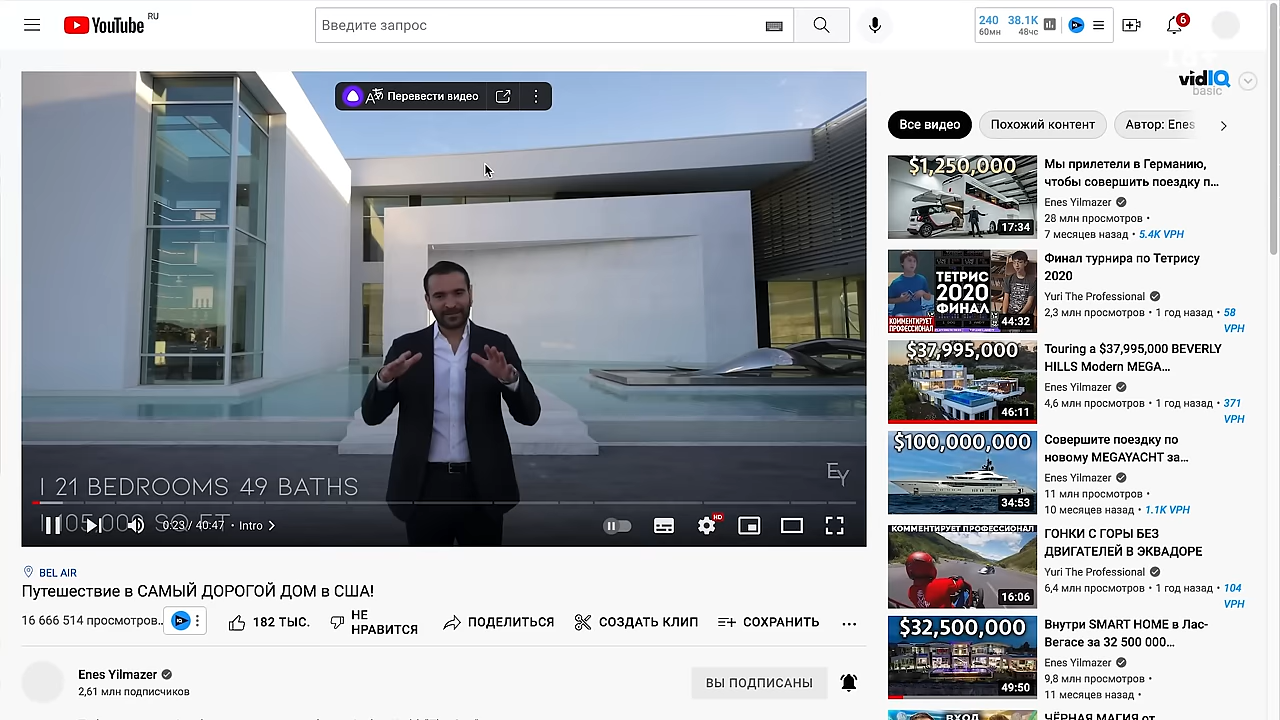 YouTube RU
Введите запрос
240 38.1K
60мн 48чс
6
vidIQ
basic
Перевести видео
21 BEDROOMS 49 BATHS
EY
0:23 / 40:47 • Intro
HD
BEL AIR
Путешествие в САМЫЙ ДОРОГОЙ ДОМ в США!
16 666 514 просмотров..
182 ТЫС.
НЕ
НРАВИТСЯ
ПОДЕЛИТЬСЯ
СОЗДАТЬ КЛИП
СОХРАНИТЬ
Enes Yilmazer
2,61 млн подписчиков
ВЫ ПОДПИСАНЫ
Все видео
Похожий контент
Автор: Enes
$1,250,000
17:34
Мы прилетели в Германию,
чтобы совершить поездку п...
Enes Yilmazer
28 млн просмотров •
7 месяцев назад • 5.4K VPH
ТЕТРИС
2020
ФИНАЛ
КОММЕНТИРУЕТ
ПРОФЕССИОНАЛ
44:32
Финал турнира по Тетрису
2020
Yuri The Professional
2,9 млн просмотров • 1 год назад • 58
VPH
$37,995,000
46:11
Touring a $37,995,000 BEVERLY
HILLS Modern MEGA...
Enes Yilmazer
4,6 млн просмотров • 1 год назад • 371
VPH
$100,000,000
34:53
Совершите поездку по
новому MEGAYACHT за...
Enes Yilmazer
11 млн просмотров •
10 месяцев назад • 1.1K VPH
КОММЕНТИРУЕТ ПРОФЕССИОНАЛ
16:06
ГОНКИ С ГОРЫ БЕЗ
ДВИГАТЕЛЕЙ В ЭКВАДОРЕ
Yuri The Professional
6,4 млн просмотров • 1 год назад • 104
VPH
$32,500,000
49:50
Внутри SMART HOME в Лас-
Вегасе за 32 500 000...
Enes Yilmazer
9,8 млн просмотров •
11 месяцев назад •
ВХОД
ЧЁРНАЯ МАГИЯ от